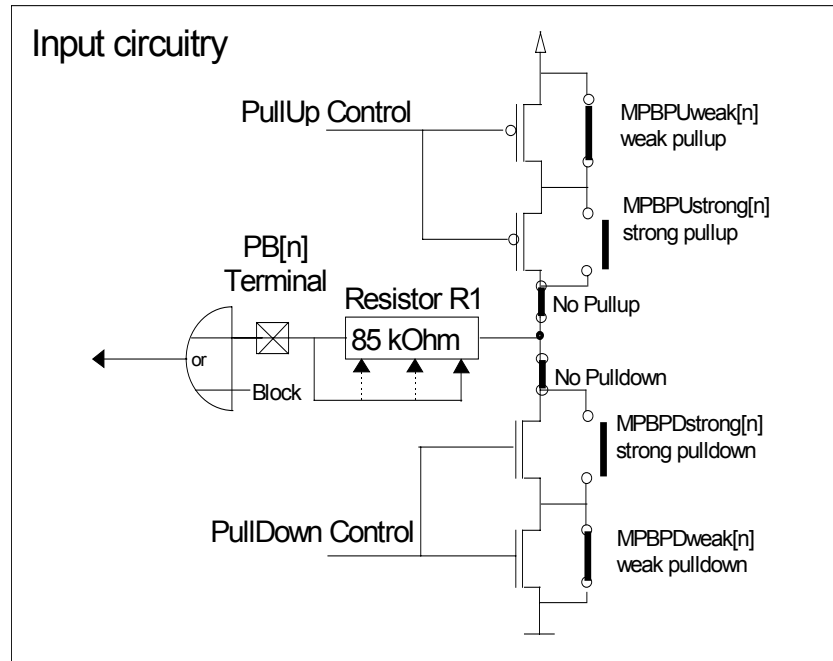 Input circuitry
PullUp Control
MPBPUweak[n]
weak pullup
MPBPUstrong[n]
strong pullup
PB[n]
Terminal
Resistor R1
No Pullup
85 kOhm
or
Block
No Pulldown
MPBPDstrong[n]
strong pulldown
PullDown Control
MPBPDweak[n]
weak pulldown